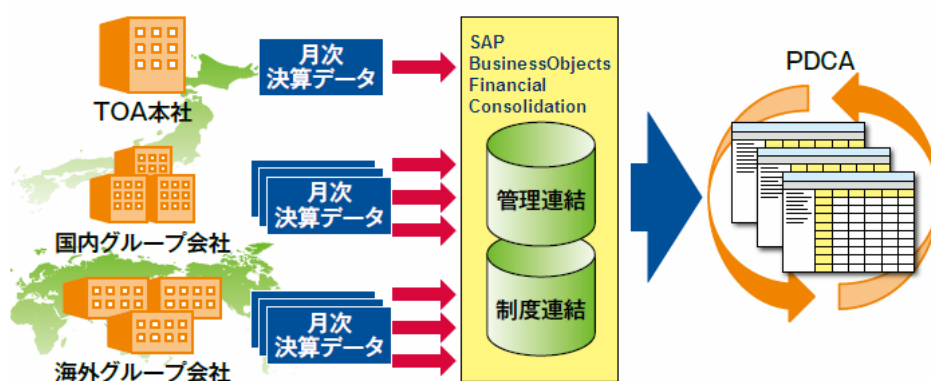 TOA本社
月次
決算データ
SAP
BusinessObjects
Financial
Consolidation
PDCA
国内グループ会社
月次
決算データ
管理連結
海外グループ会社
月次
決算データ
制度連結